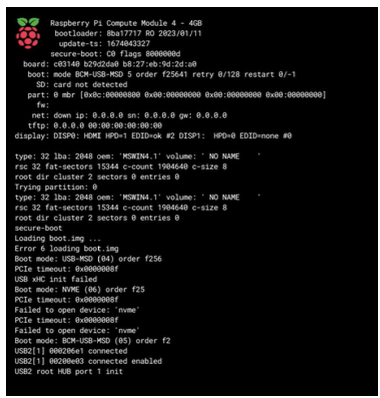 Raspberry Pi Compute Module 4 - 4GB
bootloader: 8ba17717 RO 2023/01/11
update-ts: 1674043327
secure-boot: C0 flags 8000000d
board: c03140 b29d2da0 b8:27:eb:9d:2d:a0
boot: mode BCM-USB-MSD 5 order f25641 retry 0/128 restart 0/-1
SD: card not detected
part: 0 mbr [0x0c:00000800 0x00:00000000 0x00:00000000 0x00:00000000]
fw:
net: down ip: 0.0.0.0 sn: 0.0.0.0 gw: 0.0.0.0
tftp: 0.0.0.0 00:00:00:00:00:00
display: DISP0: HDMI HPD=1 EDID=ok #2 DISP1: HPD=0 EDID=none #0
type: 32 lba: 2048 oem: 'MSWIN4.1' volume: ' NO NAME    '
rsc 32 fat-sectors 15344 c-count 1904640 c-size 8
root dir cluster 2 sectors 0 entries 0
Trying partition: 0
type: 32 lba: 2048 oem: 'MSWIN4.1' volume: ' NO NAME    '
rsc 32 fat-sectors 15344 c-count 1904640 c-size 8
root dir cluster 2 sectors 0 entries 0
secure-boot
Loading boot.img ...
Error 6 loading boot.img
Boot mode: USB-MSD (04) order f256
PCIe timeout: 0x0000008f
USB xHC init failed
Boot mode: NVME (06) order f25
PCIe timeout: 0x0000008f
Failed to open device: 'nvme'
PCIe timeout: 0x0000008f
Failed to open device: 'nvme'
Boot mode: BCM-USB-MSD (05) order f2
USB2[1] 000206e1 connected
USB2[1] 00200e03 connected enabled
USB2 root HUB port 1 init